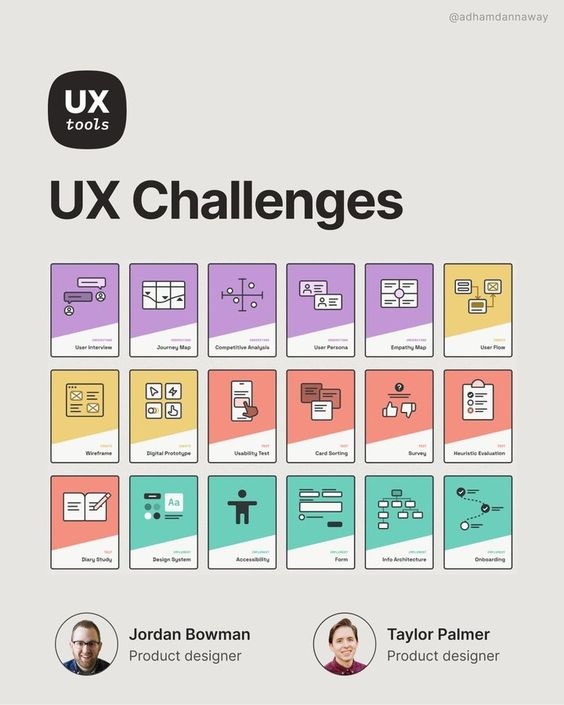 @adhamdannaway
UX
tools
UX Challenges
UNDERSTAND
User Interview
UNDERSTAND
Journey Map
UNDERSTAND
Competitive Analysis
UNDERSTAND
User Persona
UNDERSTAND
Empathy Map
CREATE
User Flow
CREATE
Wireframe
CREATE
Digital Prototype
TEST
Usability Test
TEST
Card Sorting
TEST
Survey
TEST
Heuristic Evaluation
TEST
Diary Study
Aa
IMPLEMENT
Design System
IMPLEMENT
Accessibility
IMPLEMENT
Form
IMPLEMENT
Info Architecture
IMPLEMENT
Onboarding
Jordan Bowman
Product designer
Taylor Palmer
Product designer